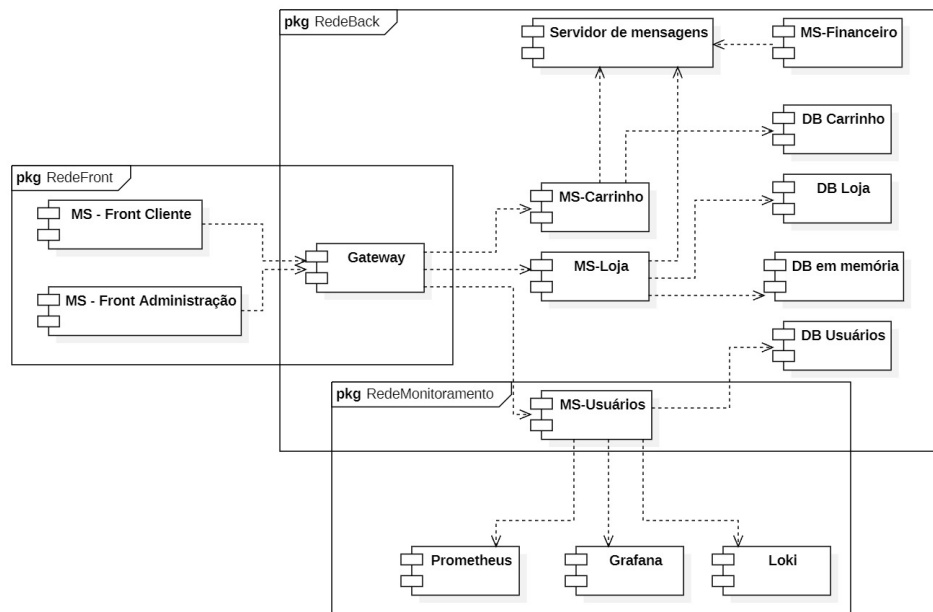 pkg RedeBack
Servidor de mensagens
MS-Financeiro
DB Carrinho
pkg RedeFront
MS - Front Cliente
MS-Carrinho
DB Loja
Gateway
MS-Loja
DB em memória
MS - Front Administração
DB Usuários
pkg RedeMonitoramento
MS-Usuários
Prometheus
Grafana
Loki